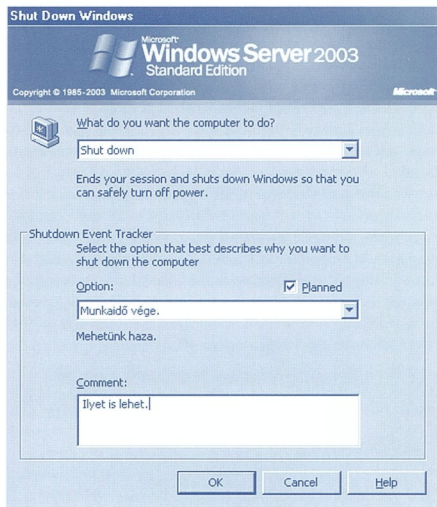 Shut Down Windows
Microsoft
Windows Server 2003
Standard Edition
Copyright © 1985-2003 Microsoft Corporation
Microsoft
What do you want the computer to do?
Shut down
Ends your session and shuts down Windows so that you
can safely turn off power.
Shutdown Event Tracker
Select the option that best describes why you want to
shut down the computer
Option:
Planned
Munkaidő vége.
Mehetünk haza.
Comment:
Ilyet is lehet.
OK
Cancel
Help